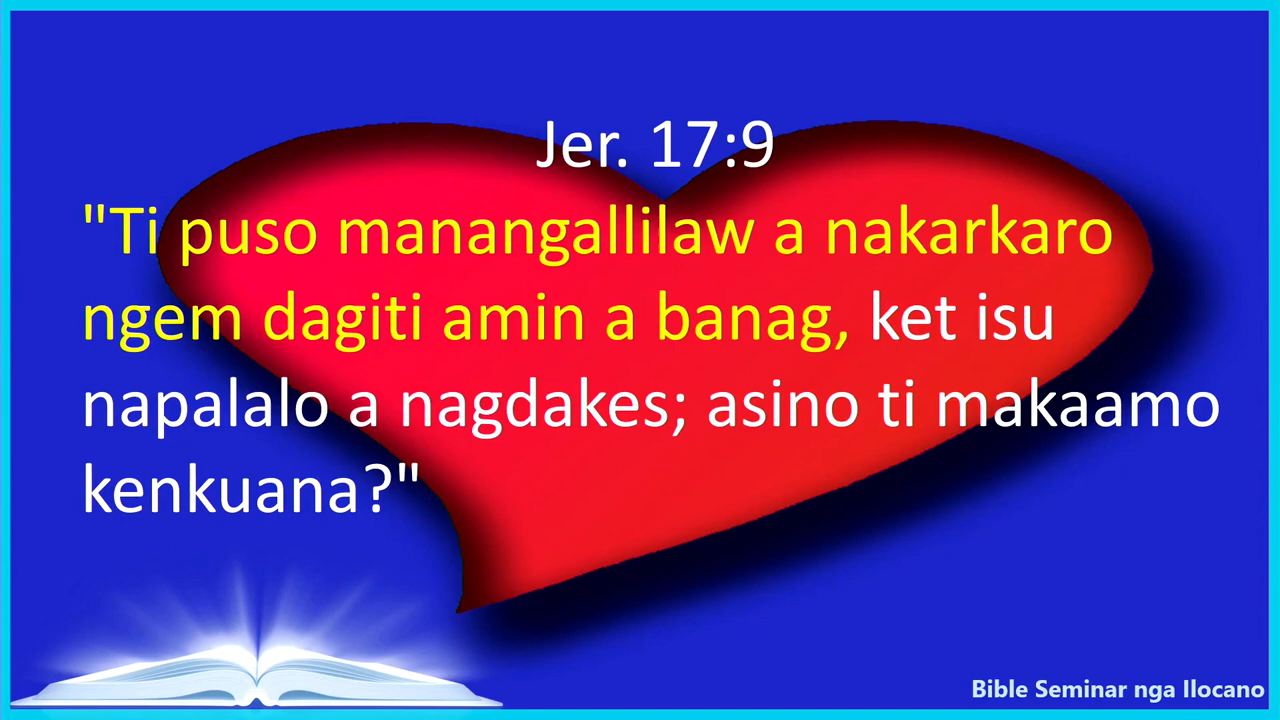 Jer. 17:9
"Ti puso manangallilaw a nakarkaro
ngem dagiti amin a banag, ket isu
napalalo a nagdakes; asino ti makaamo
kenkuana?"
Bible Seminar nga Ilocano